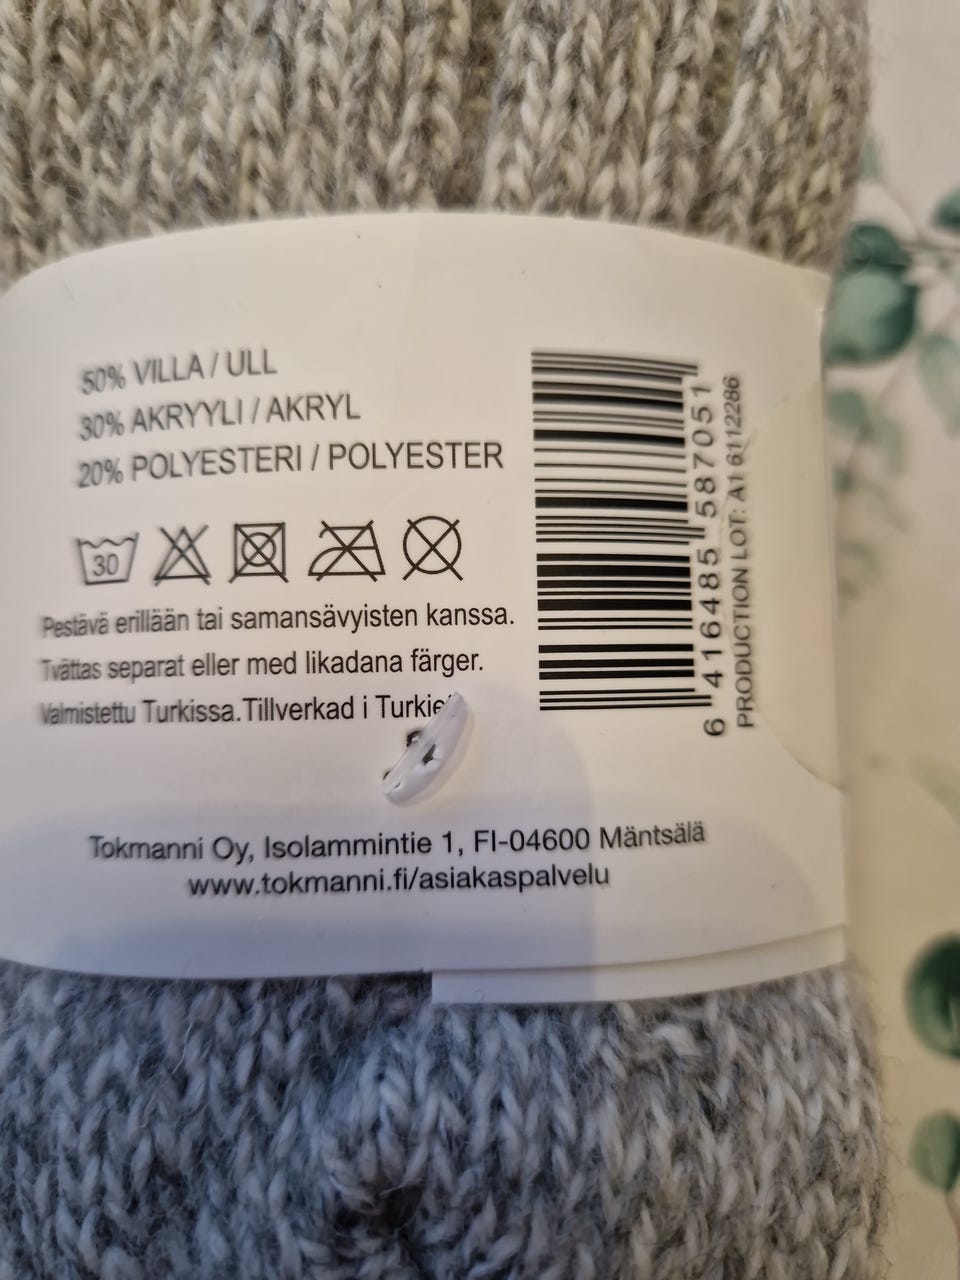 50% VILLA / ULL
30% AKRYYLI / AKRYL
20% POLYESTERI / POLYESTER
30
Pestävä erillään tai samansävyisten kanssa.
Tvättas separat eller med likadana färger.
Valmistettu Turkissa. Tillverkad i
Tokmanni Oy, Isolammintie 1, FI-04600 Mäntsälä
www.tokmanni.fi/asiakaspalvelu
6 416485 587051
PRODUCTION LOT: A1 6112286